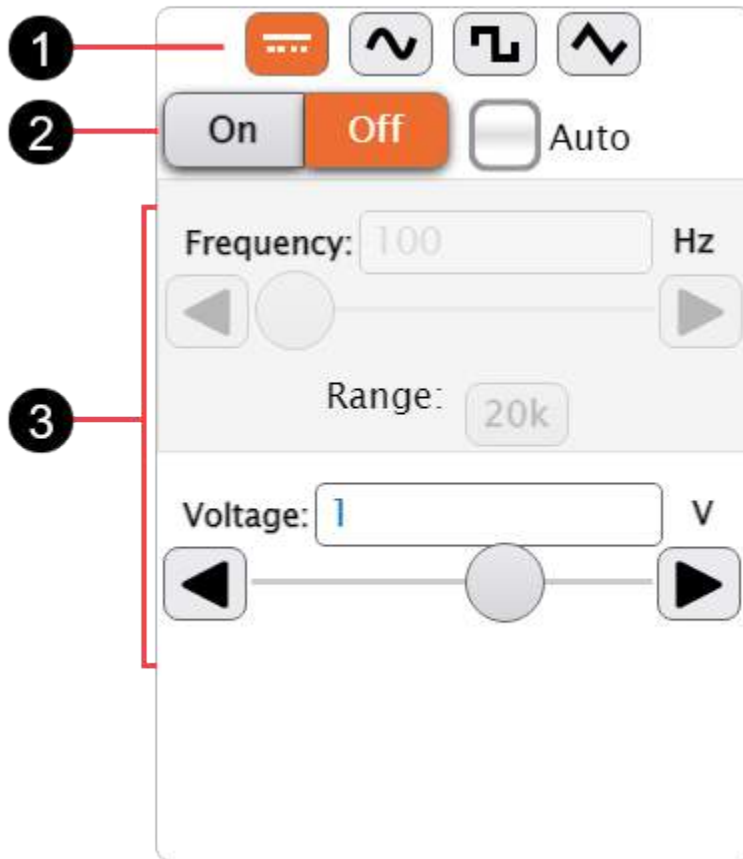 1
2
On Off Auto
3
Frequency: 100 Hz
Range: 20k
Voltage: 1 V